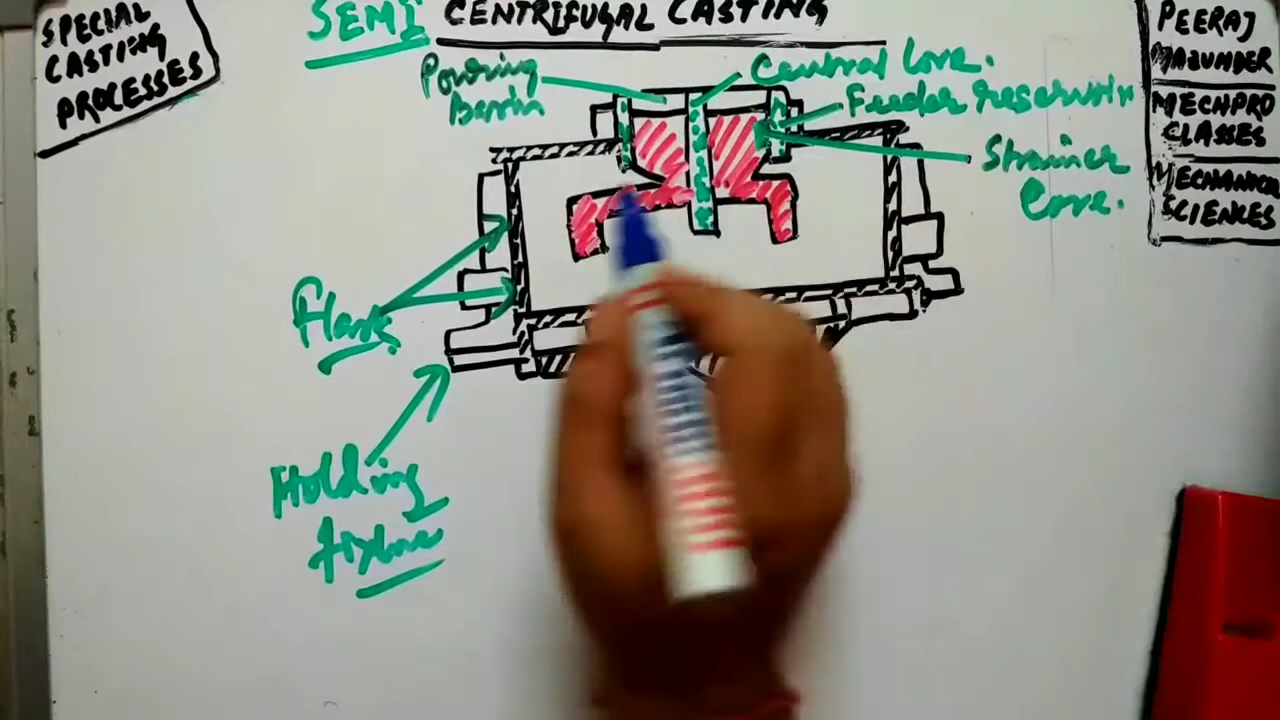 SPECIAL
CASTING
PROCESSES
SEMI CENTRIFUGAL CASTING
Pouring
Basin
Central Core.
Feeder reservoir
Strainer
Core.
Flask
Holding
fixture
PEERAJ
MAZUMDER
MECHPRO
CLASSES
MECHANICAL
SCIENCES